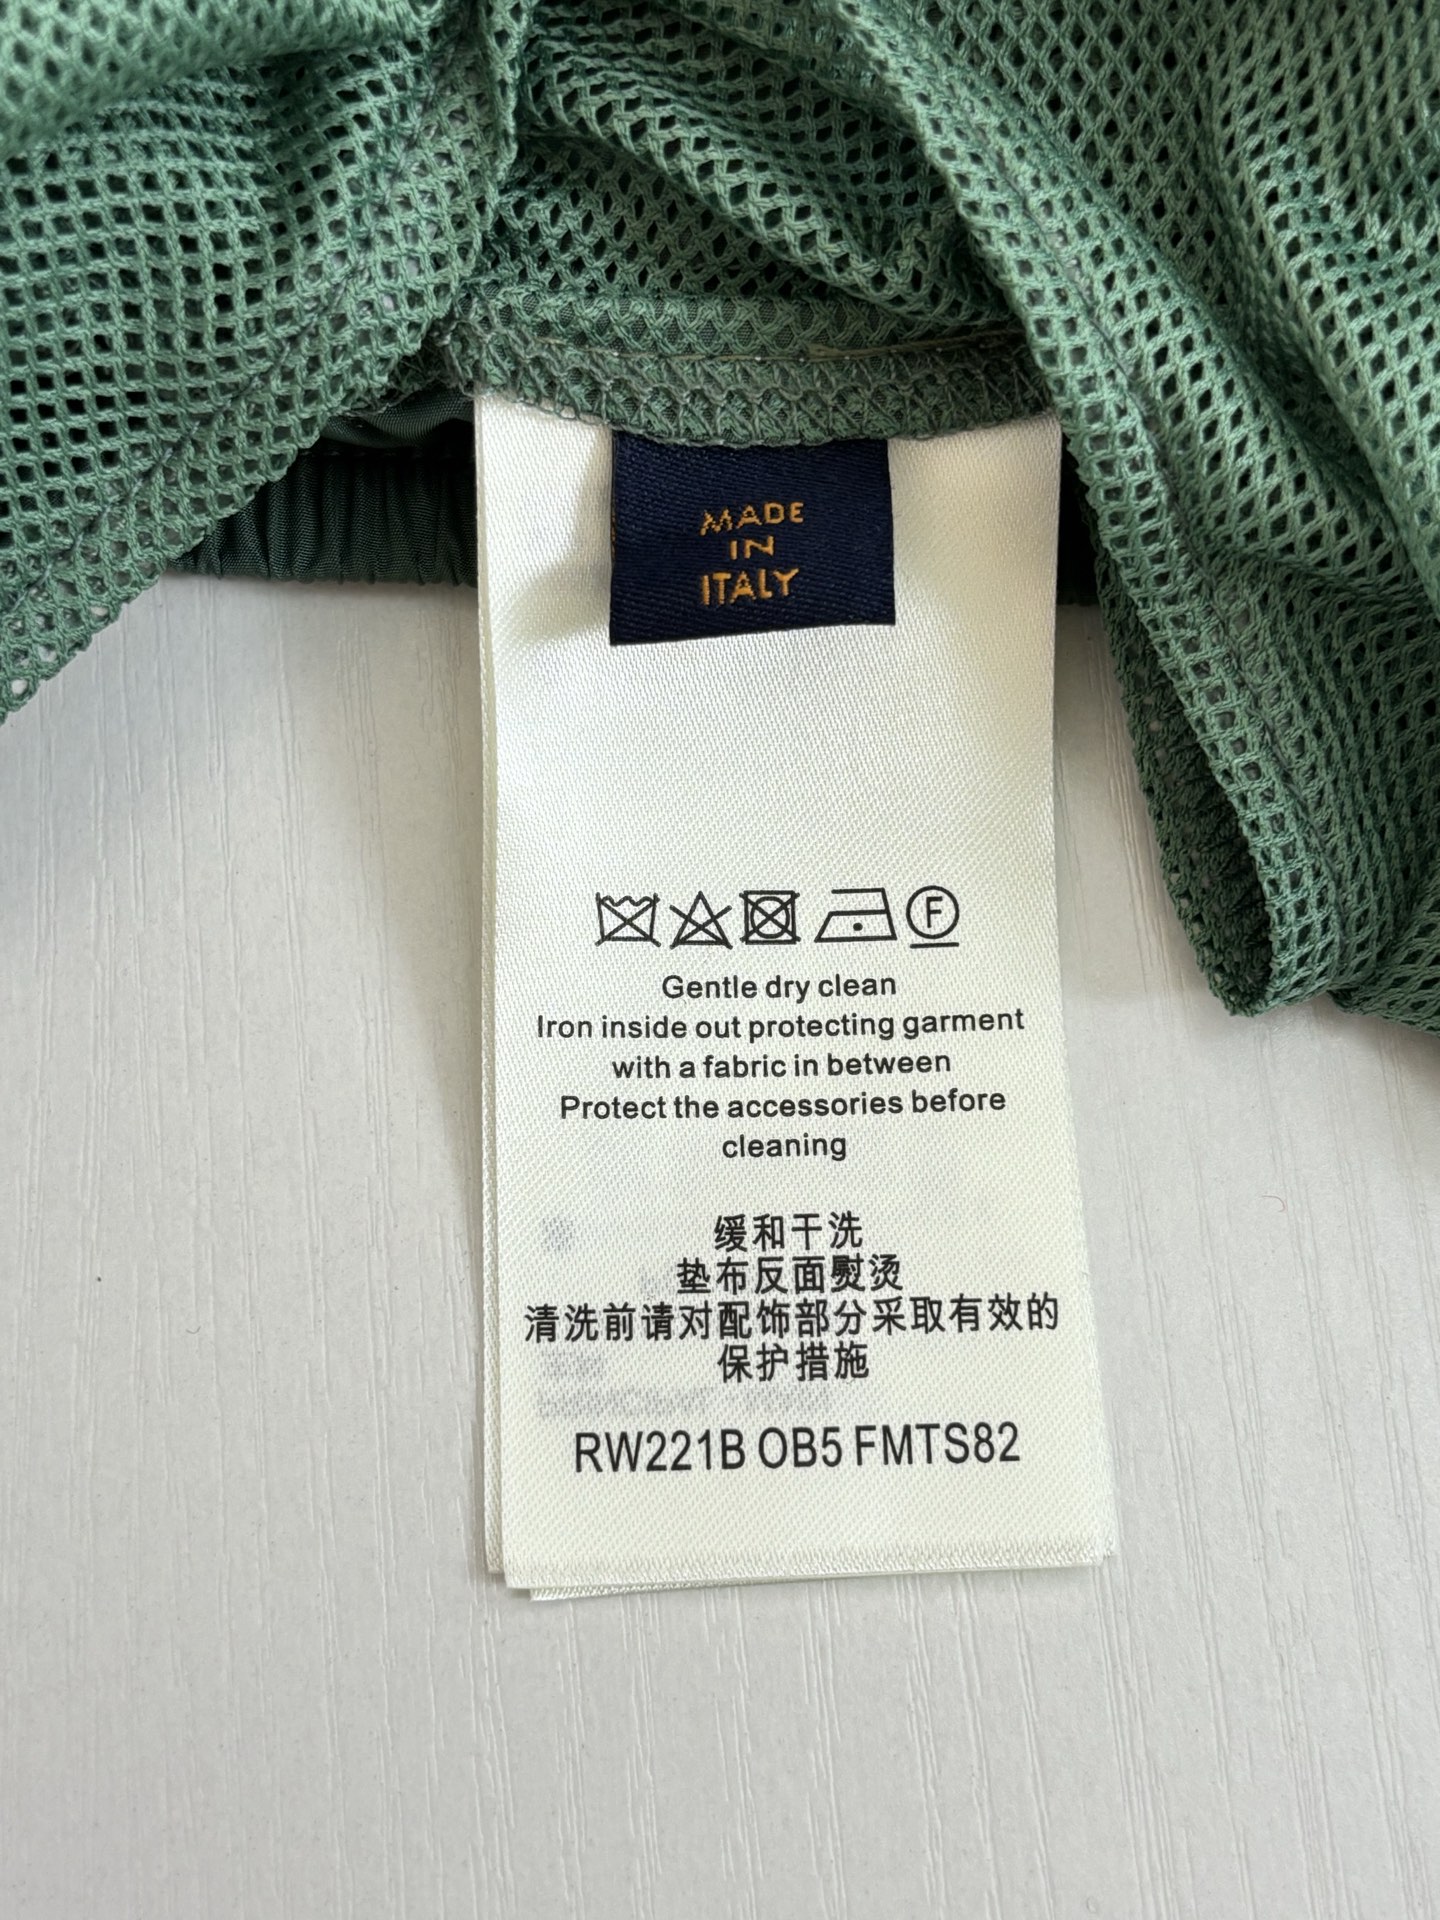 MADE
IN
ITALY
F
Gentle dry clean
Iron inside out protecting garment
with a fabric in between
Protect the accessories before
cleaning
缓和干洗
垫布反面熨烫
清洗前请对配饰部分采取有效的
保护措施
RW221B OB5 FMTS82